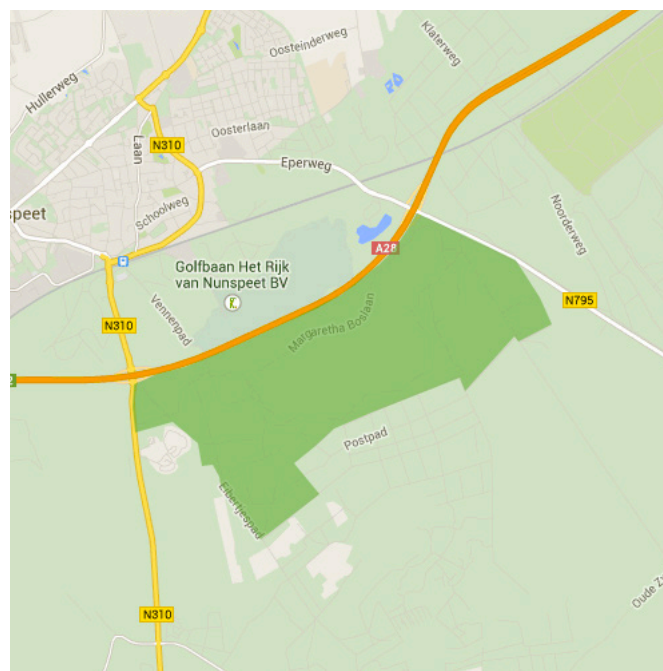 Klaterweg
Oosteinderweg
Hullerweg
Oosterlaan
Laan
N310
Eperweg
Schoolweg
Noorderweg
speet
A28
Golfbaan Het Rijk
van Nunspeet BV
N795
Vennenpad
N310
Margaretha Boslaan
Postpad
Eibertjespad
Oude Z
N310